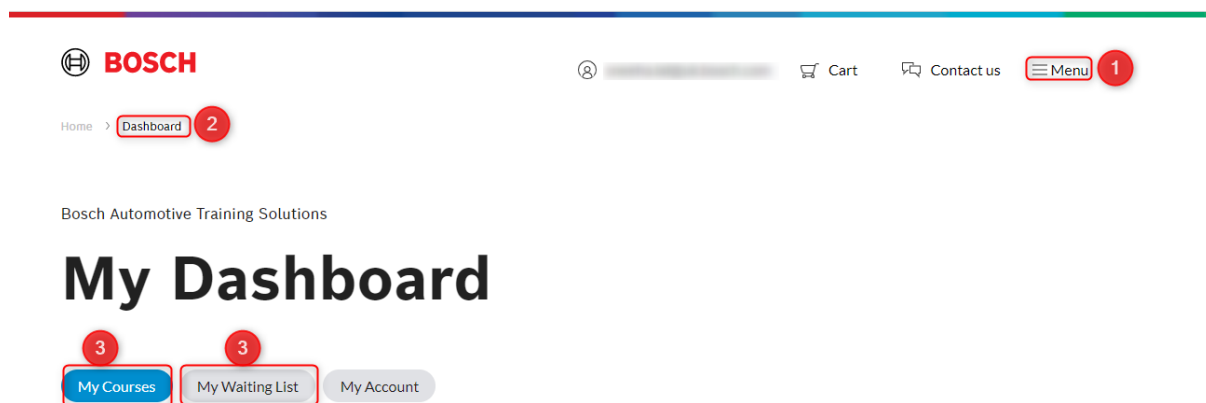 BOSCH
Cart Contact us Menu 1
Home > Dashboard 2
Bosch Automotive Training Solutions
My Dashboard
3 3
My Courses My Waiting List My Account